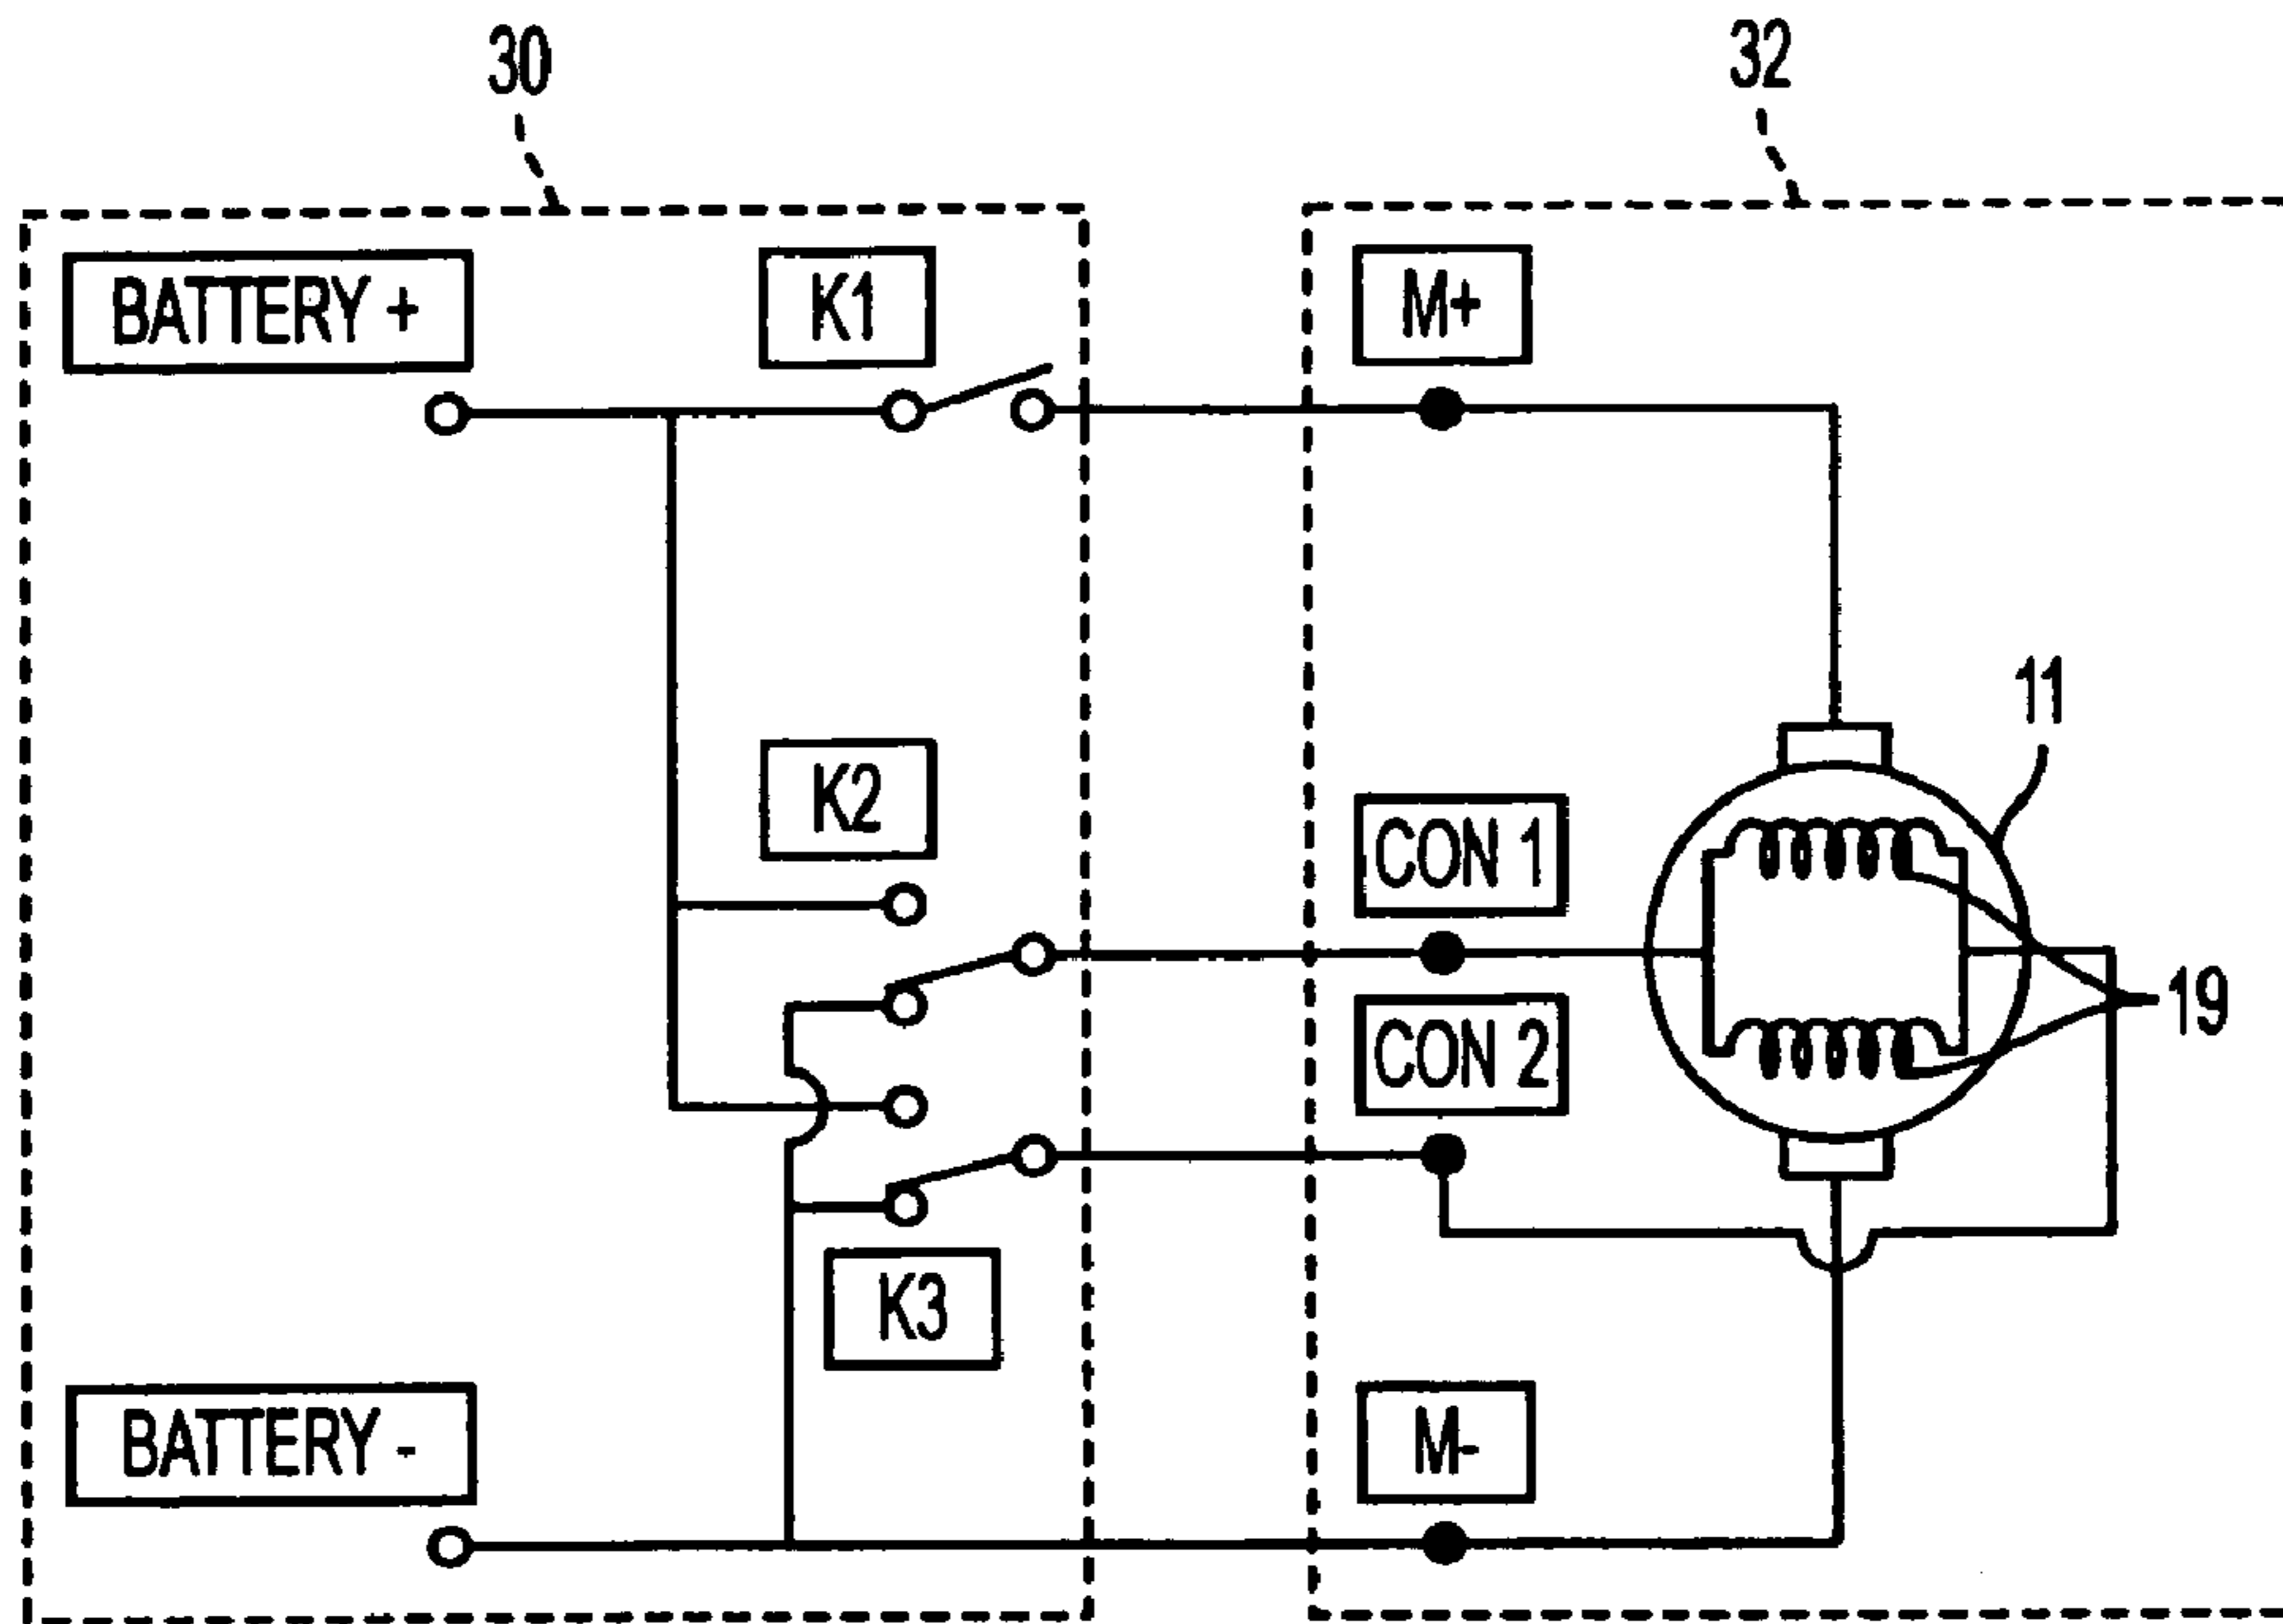 30
32
BATTERY +
K1
M+
11
K2
CON 1
CON 2
19
K3
BATTERY -
M-